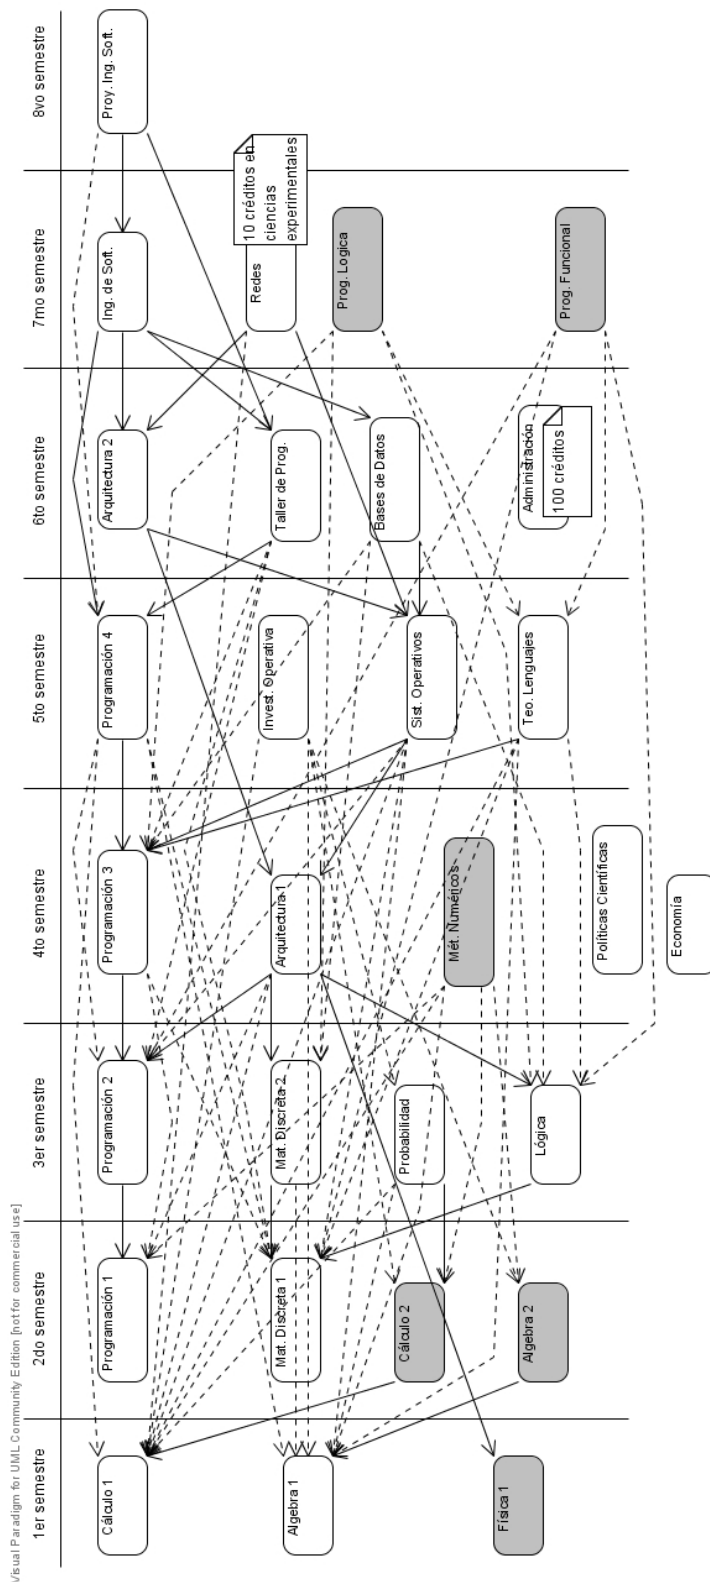 Visual Paradigm for UML Community Edition [not for commercial use]
1er semestre
2do semestre
3er semestre
4to semestre
5to semestre
6to semestre
7mo semestre
8vo semestre
Cálculo 1
Algebra 1
Física 1
Programación 1
Mat. Discreta 1
Cálculo 2
Algebra 2
Programación 2
Mat. Discreta 2
Probabilidad
Lógica
Programación 3
Arquitectura 1
Mét. Numéricos
Políticas Científicas
Economía
Programación 4
Invest. Operativa
Sist. Operativos
Teo. Lenguajes
Arquitectura 2
Taller de Prog.
Bases de Datos
Administración
100 créditos
Ing. de Soft.
Redes
10 créditos en
ciencias
experimentales
Prog. Logica
Prog. Funcional
Proy. Ing. Soft.